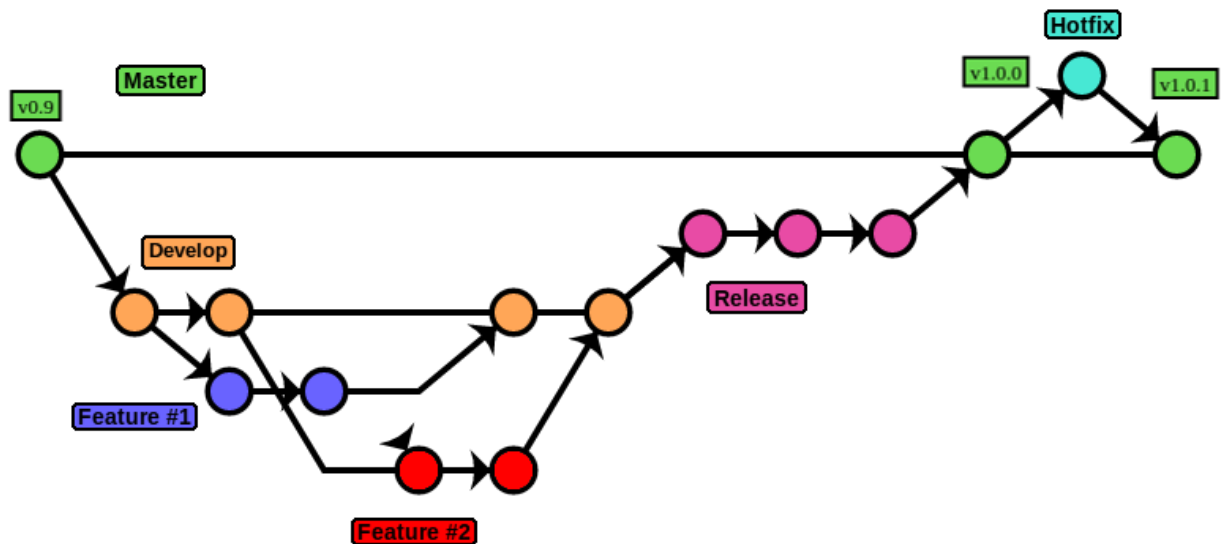 Hotfix
Master
v1.0.0
v1.0.1
v0.9
Develop
Release
Feature #1
Feature #2